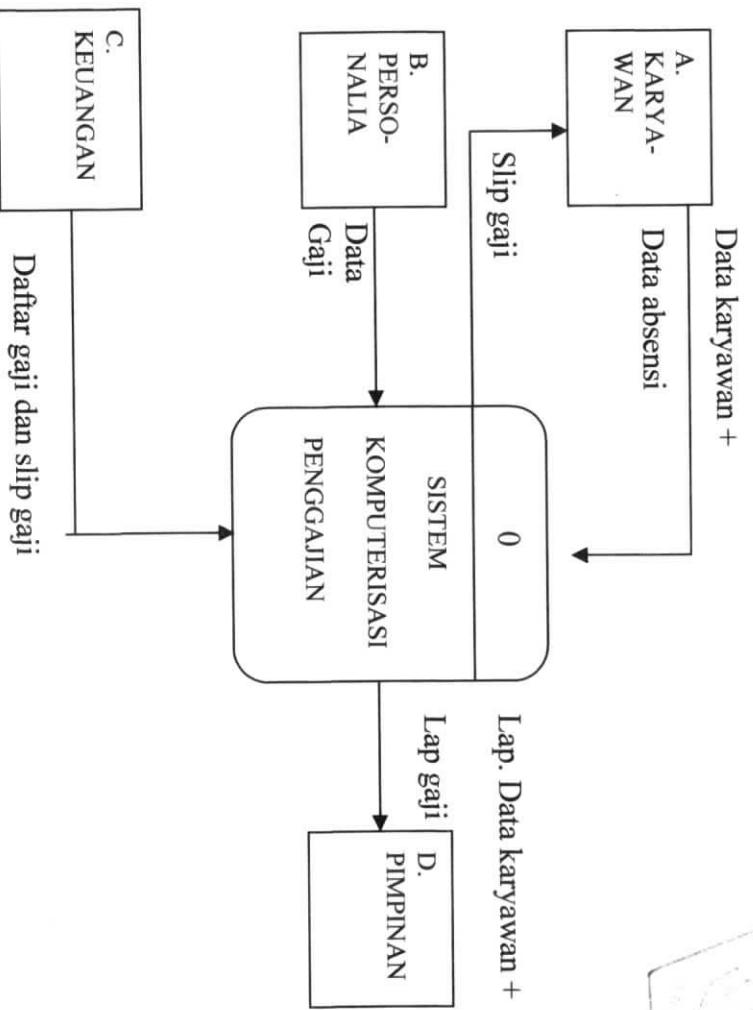 Data karyawan +
Data absensi
A.
KARYA-
WAN
Slip gaji
B.
PERSO-
NALIA
Data
Gaji
0
SISTEM
KOMPUTERISASI
PENGGAJIAN
Lap. Data karyawan +
Lap gaji
D.
PIMPINAN
C.
KEUANGAN
Daftar gaji dan slip gaji